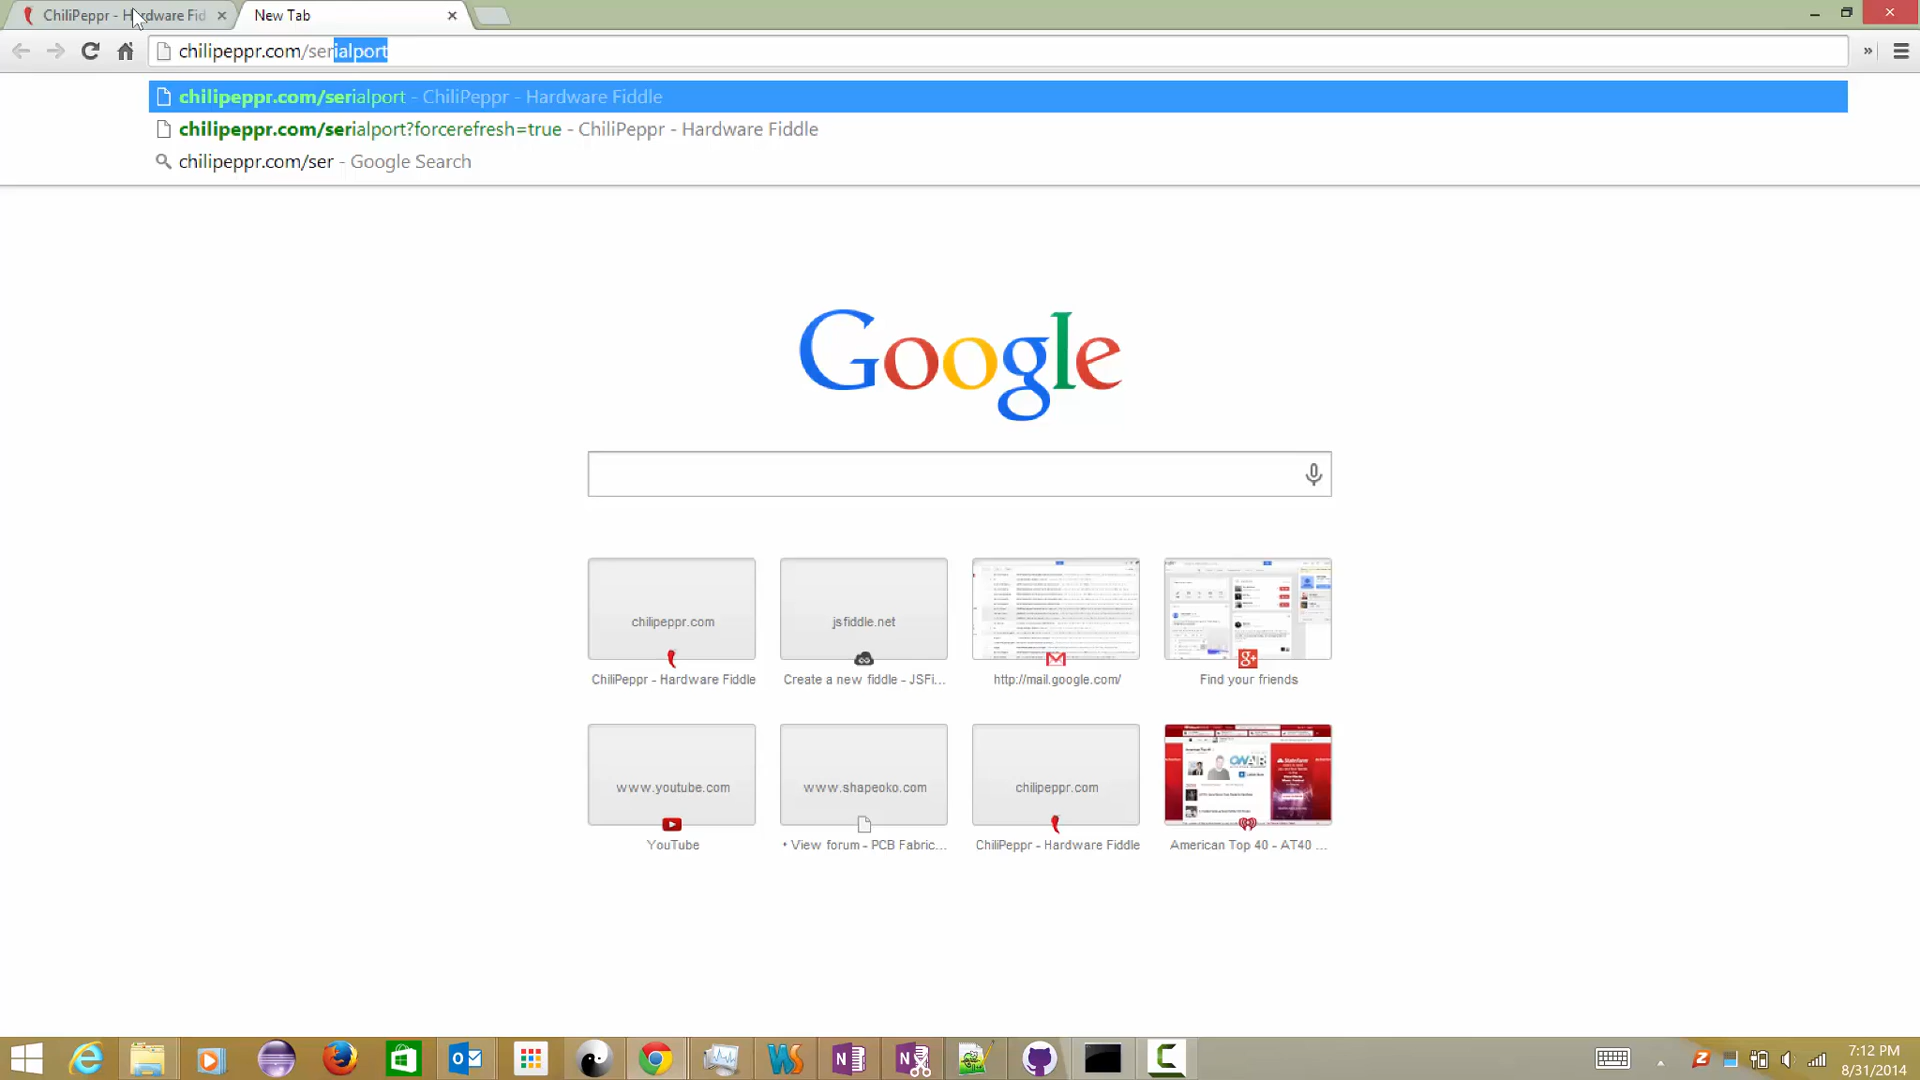 ChiliPeppr - Hardware Fid
New Tab
chilipeppr.com/serialport
chilipeppr.com/serialport - ChiliPeppr - Hardware Fiddle
chilipeppr.com/serialport?forcerefresh=true - ChiliPeppr - Hardware Fiddle
chilipeppr.com/ser - Google Search
Google
chilipeppr.com
jsfiddle.net
ChiliPeppr - Hardware Fiddle
Create a new fiddle - JSFi...
http://mail.google.com/
Find your friends
www.youtube.com
www.shapeoko.com
chilipeppr.com
YouTube
• View forum - PCB Fabric...
ChiliPeppr - Hardware Fiddle
American Top 40 - AT40 ...
7:12 PM
8/31/2014